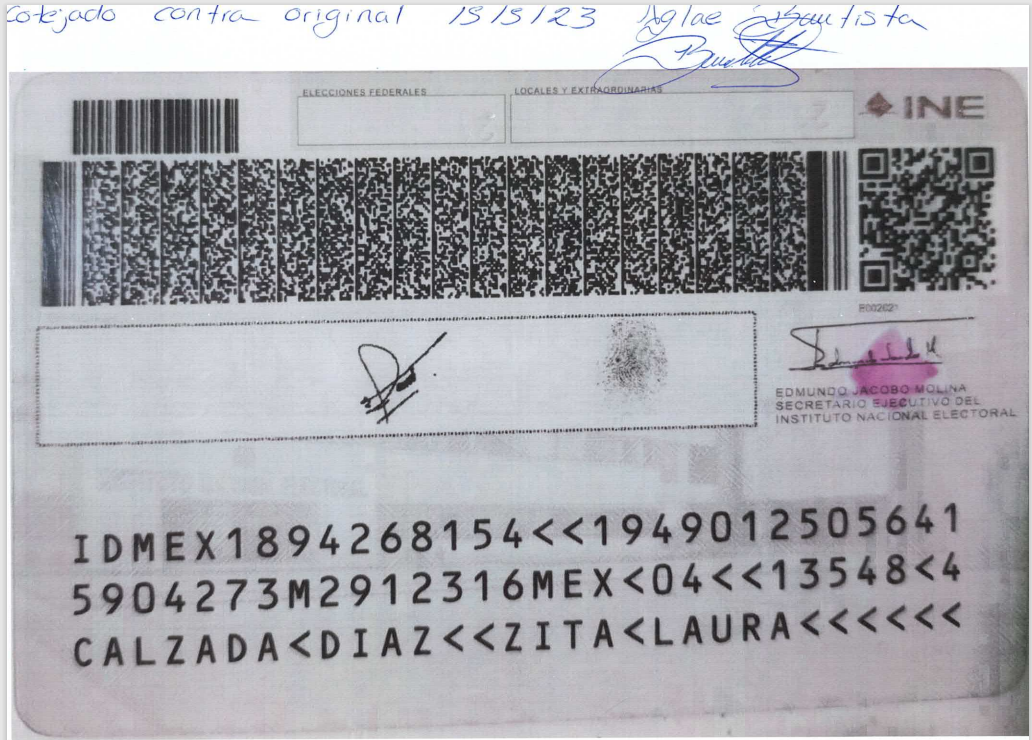 Cotejado contra original 15/5/23 Aglae Bautista
ELECCIONES FEDERALES
LOCALES Y EXTRAORDINARIAS
INE
E002021
EDMUNDO JACOBO MOLINA
SECRETARIO EJECUTIVO DEL
INSTITUTO NACIONAL ELECTORAL
IDMEX1894268154<<1949012505641
5904273M2912316MEX<04<<13548<4
CALZADA<DIAZ<<ZITA<LAURA<<<<<<